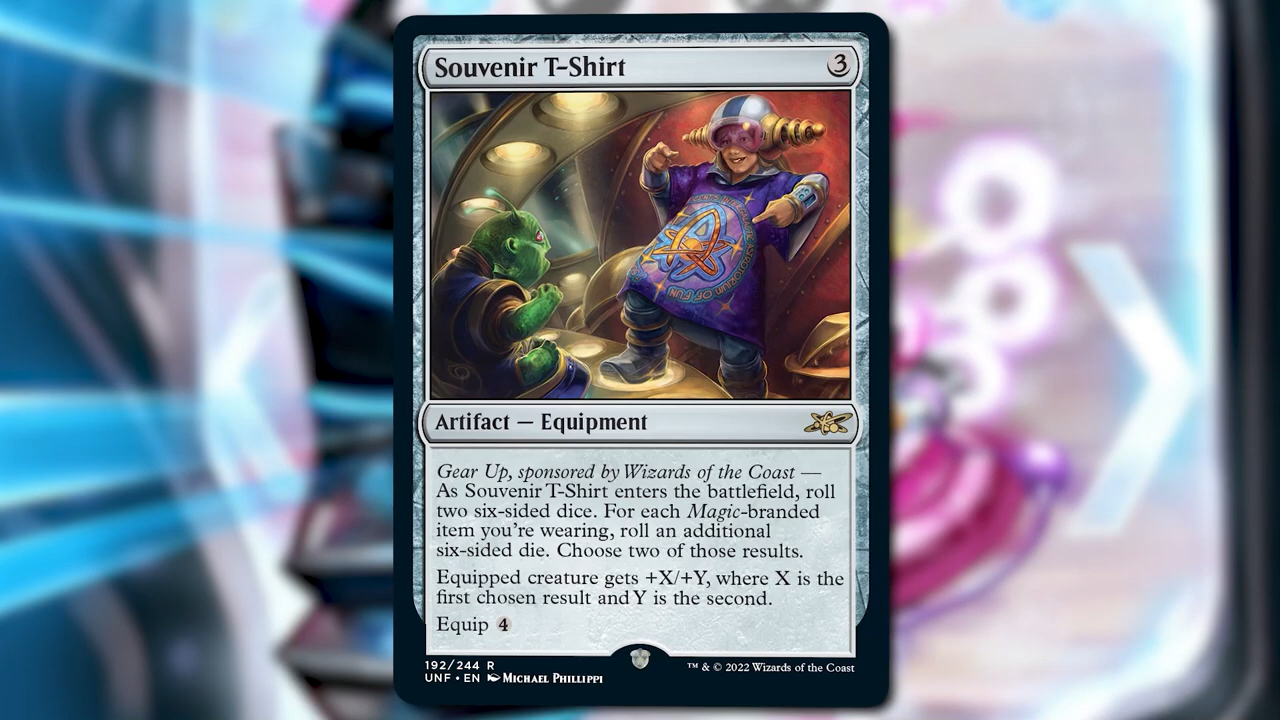 Souvenir T-Shirt 3
OF FUN
Artifact — Equipment
Gear Up, sponsored by Wizards of the Coast —
As Souvenir T-Shirt enters the battlefield, roll
two six-sided dice. For each Magic-branded
item you're wearing, roll an additional
six-sided die. Choose two of those results.
Equipped creature gets +X/+Y, where X is the
first chosen result and Y is the second.
Equip 4
192/244 R
UNF • EN Michael Phillippi
™ & © 2022 Wizards of the Coast